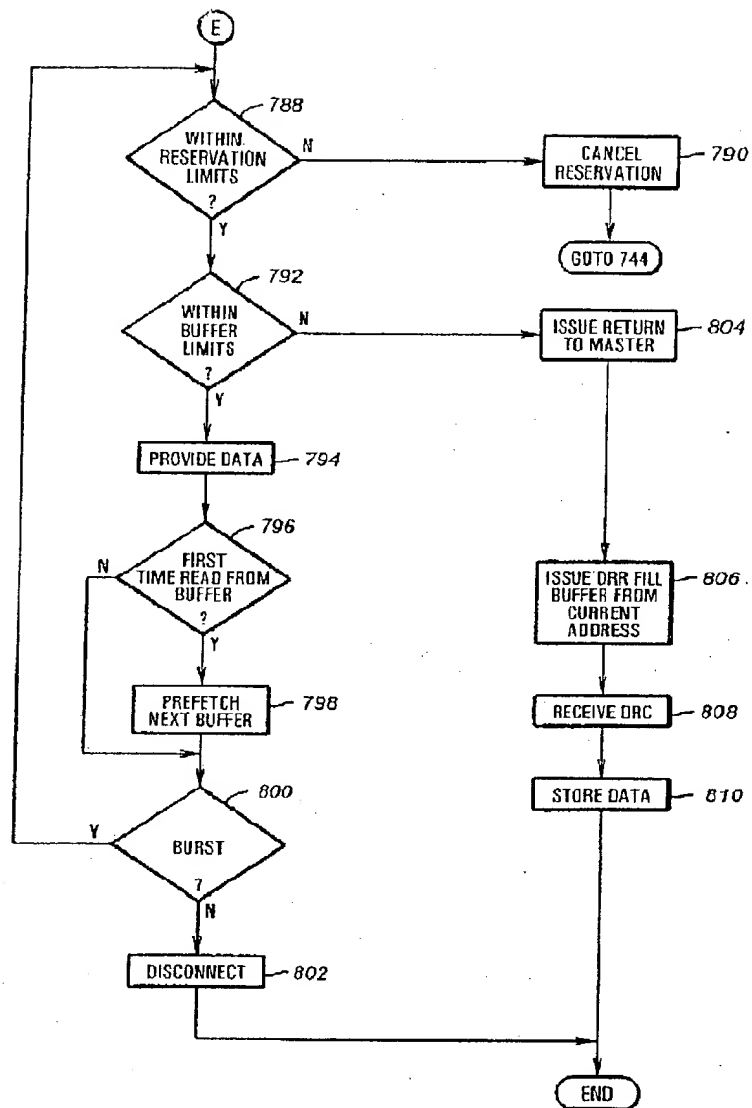 E
788
WITHIN
RESERVATION
LIMITS
?
N
Y
CANCEL
RESERVATION
790
GOTO 744
792
WITHIN
BUFFER
LIMITS
?
N
Y
ISSUE RETURN
TO MASTER
804
PROVIDE DATA
794
796
FIRST
TIME READ FROM
BUFFER
?
N
Y
ISSUE DRR FILL
BUFFER FROM
CURRENT
ADDRESS
806
PREFETCH
NEXT BUFFER
798
RECEIVE DRC
808
800
BURST
?
Y
N
STORE DATA
810
DISCONNECT
802
END